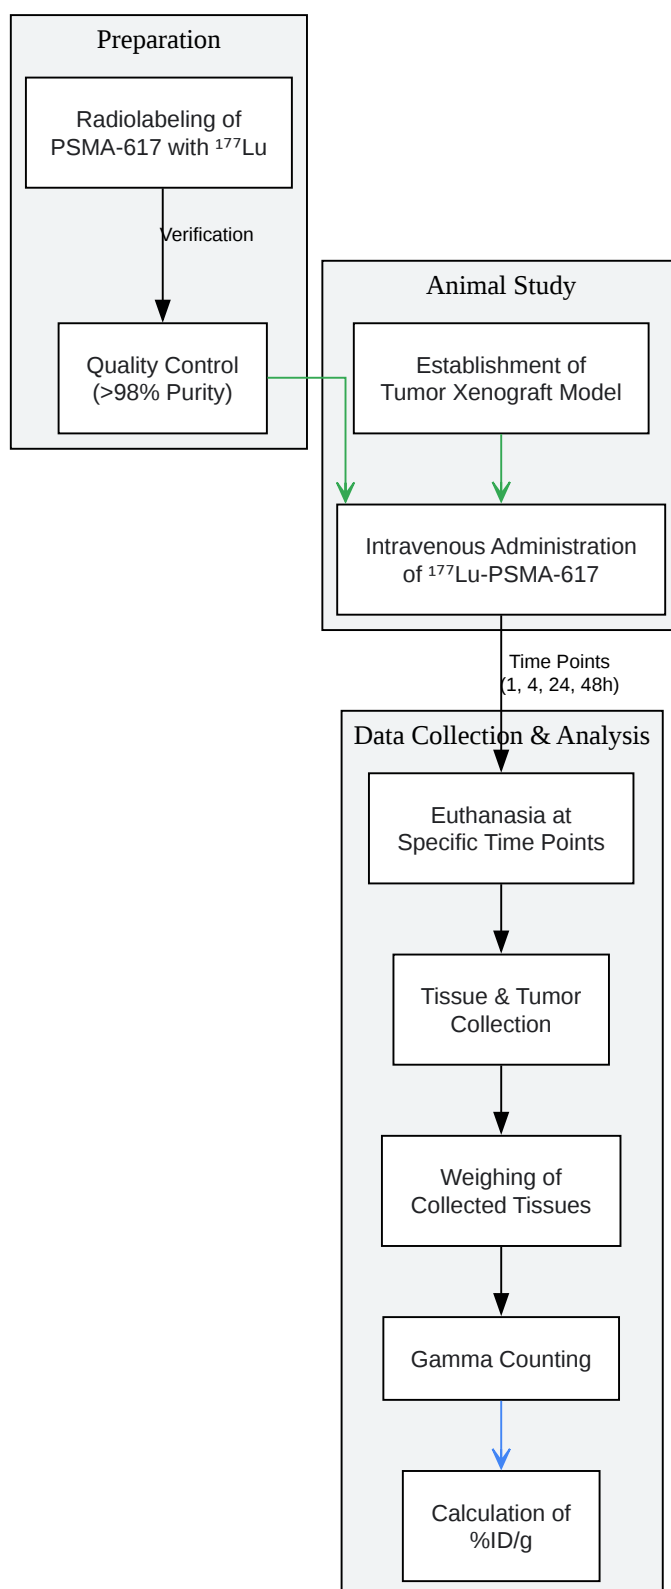 Preparation
Radiolabeling of
PSMA-617 with ¹⁷⁷Lu
Verification
Quality Control
(>98% Purity)
Animal Study
Establishment of
Tumor Xenograft Model
Intravenous Administration
of ¹⁷⁷Lu-PSMA-617
Time Points
(1, 4, 24, 48h)
Data Collection & Analysis
Euthanasia at
Specific Time Points
Tissue & Tumor
Collection
Weighing of
Collected Tissues
Gamma Counting
Calculation of
%ID/g